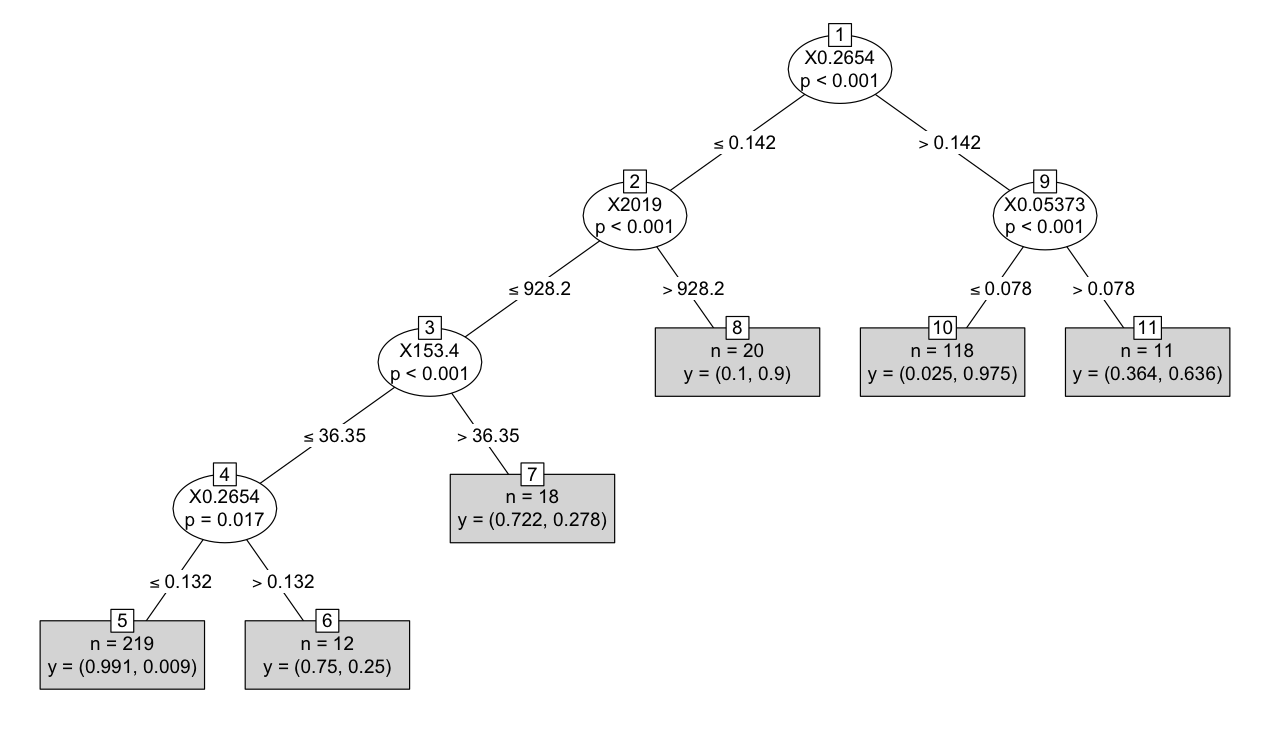 1
X0.2654
p < 0.001
≤ 0.142
> 0.142
2
X2019
p < 0.001
9
X0.05373
p < 0.001
≤ 928.2
> 928.2
≤ 0.078
> 0.078
3
X153.4
p < 0.001
8
n = 20
y = (0.1, 0.9)
10
n = 118
y = (0.025, 0.975)
11
n = 11
y = (0.364, 0.636)
≤ 36.35
> 36.35
4
X0.2654
p = 0.017
7
n = 18
y = (0.722, 0.278)
≤ 0.132
> 0.132
5
n = 219
y = (0.991, 0.009)
6
n = 12
y = (0.75, 0.25)